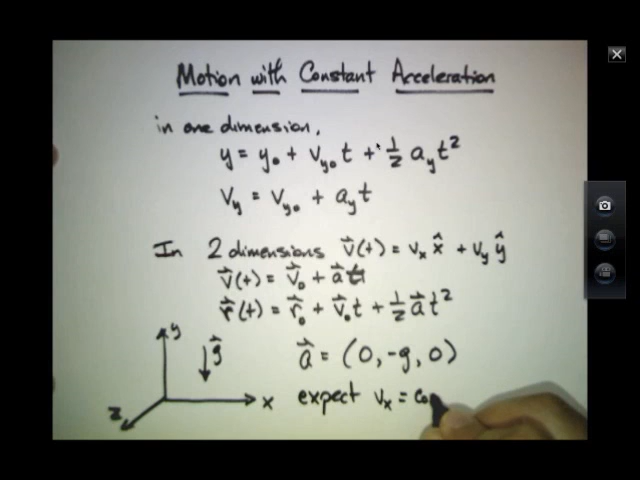 Motion with Constant Acceleration
in one dimension,
y = y₀ + v_y₀ t + ½ a_y t²
v_y = v_y₀ + a_y t
In 2 dimensions v⃗(t) = v_x x̂ + v_y ŷ
v⃗(t) = v⃗₀ + a⃗t
r⃗(t) = r⃗₀ + v⃗₀t + ½ a⃗t²
y
g⃗
a⃗ = (0, -g, 0)
z
x
expect v_x = co